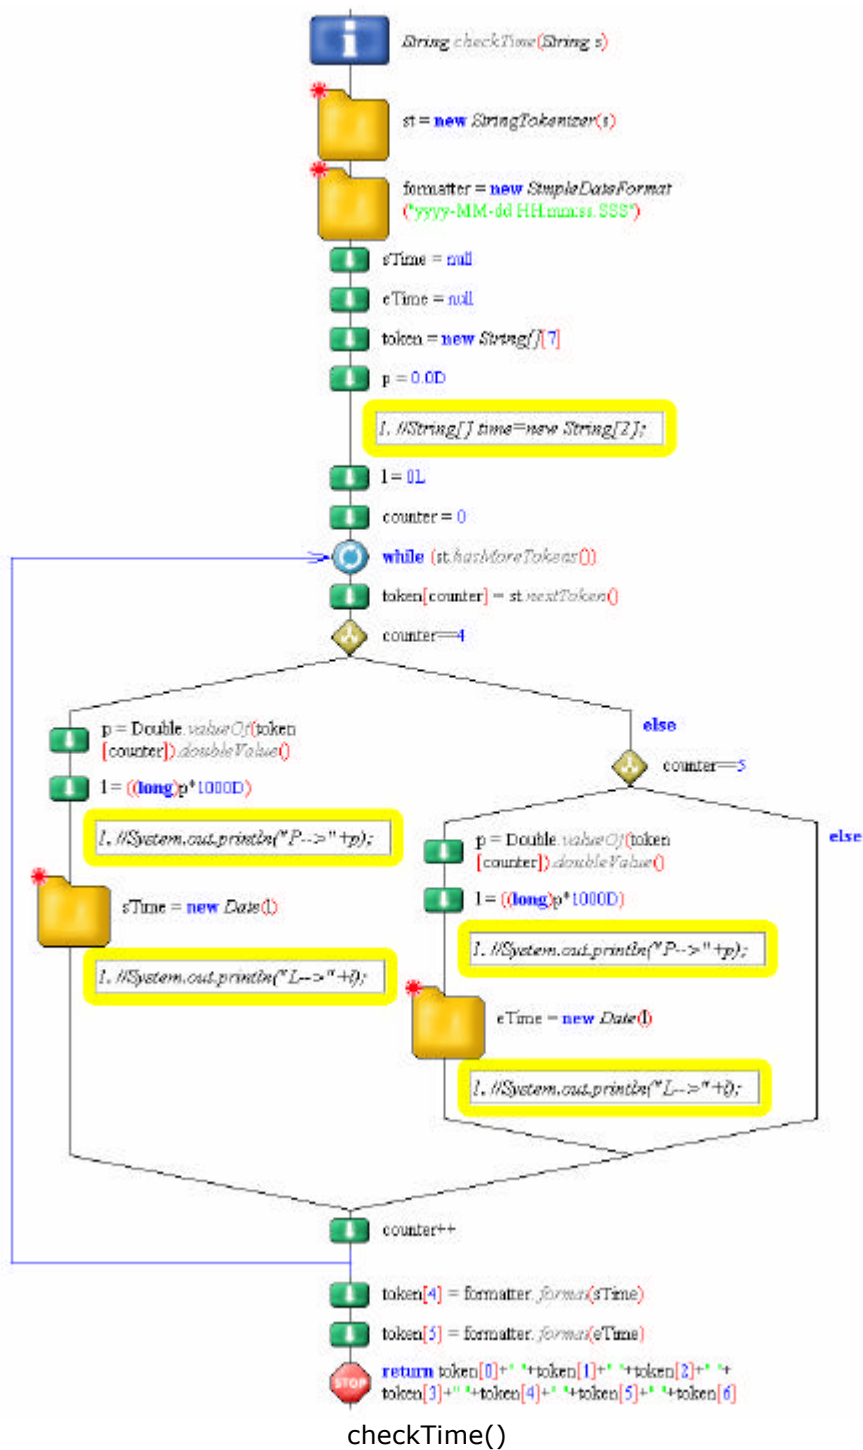 String checkTime(String s)
st = new StringTokenizer(s)
formatter = new SimpleDateFormat
("yyyy-MM-dd HH:mm:ss.SSS")
sTime = null
eTime = null
token = new String[][7]
p = 0.0D
1. //String[] time=new String[2];
l = 0L
counter = 0
while (st.hasMoreTokens())
token[counter] = st.nextToken()
counter==4
p = Double.valueOf(token
[counter]).doubleValue()
l = ((long)p*1000D)
1. //System.out.println("P-->"+p);
sTime = new Date(l)
1. //System.out.println("L-->"+l);
else
counter==5
else
p = Double.valueOf(token
[counter]).doubleValue()
l = ((long)p*1000D)
1. //System.out.println("P-->"+p);
eTime = new Date(l)
1. //System.out.println("L-->"+l);
counter++
token[4] = formatter.format(sTime)
token[5] = formatter.format(eTime)
STOP
return token[0]+" "+token[1]+" "+token[2]+" "+
token[3]+" "+token[4]+" "+token[5]+" "+token[6]
checkTime()